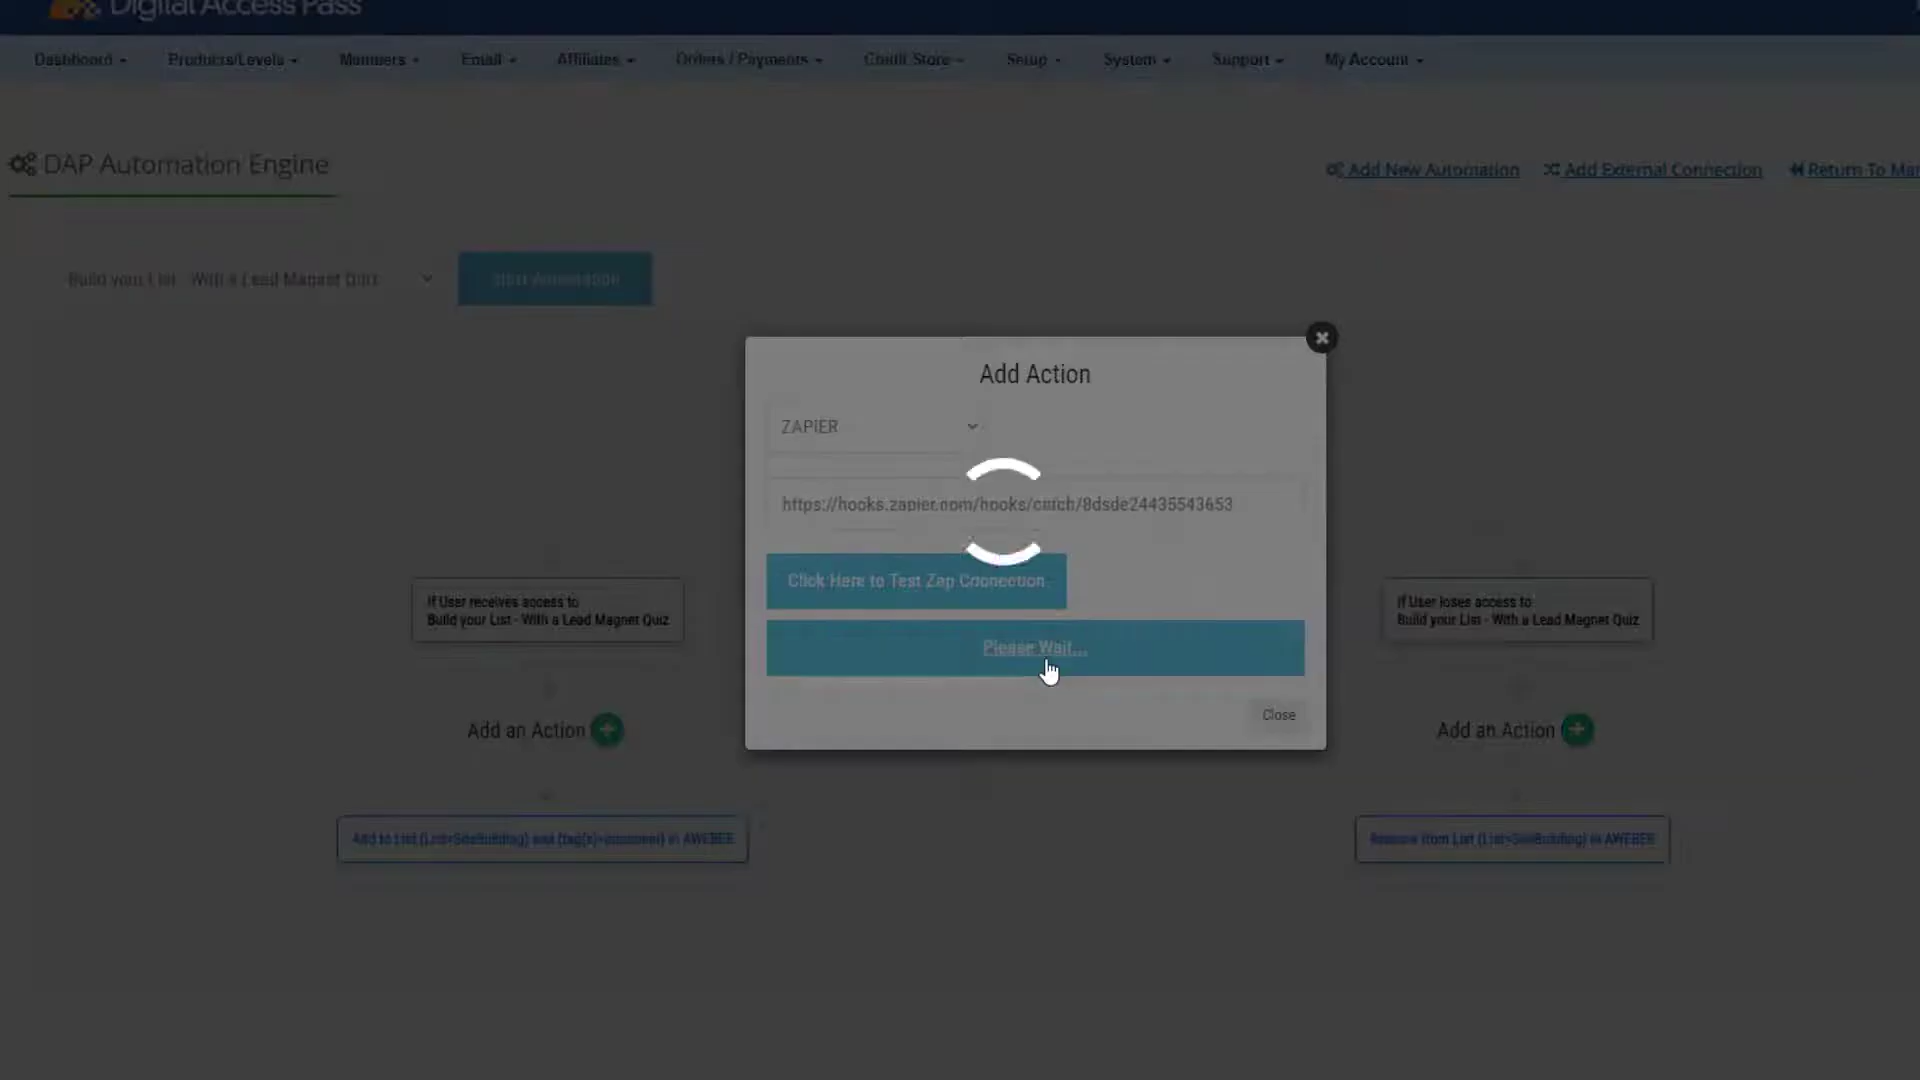 Digital Access Pass
Dashboard Products/Levels Members Email Affiliates Orders / Payments Credit Store Setup System Support My Account
DAP Automation Engine
Add New Automation Add External Connection Return To Mar
Build your List - With a Lead Magnet Quiz Start Automation
Add Action
ZAPIER
https://hooks.zapier.com/hooks/catch/8dsde24435543653
Click Here to Test Zap Connection
Please Wait...
Close
If User receives access to
Build your List - With a Lead Magnet Quiz
Add an Action
Add to List (List=SiteBuilding) and (tag(s)=customer) in AWEBER
If User loses access to
Build your List - With a Lead Magnet Quiz
Add an Action
Remove from List (List=SiteBuilding) in AWEBER